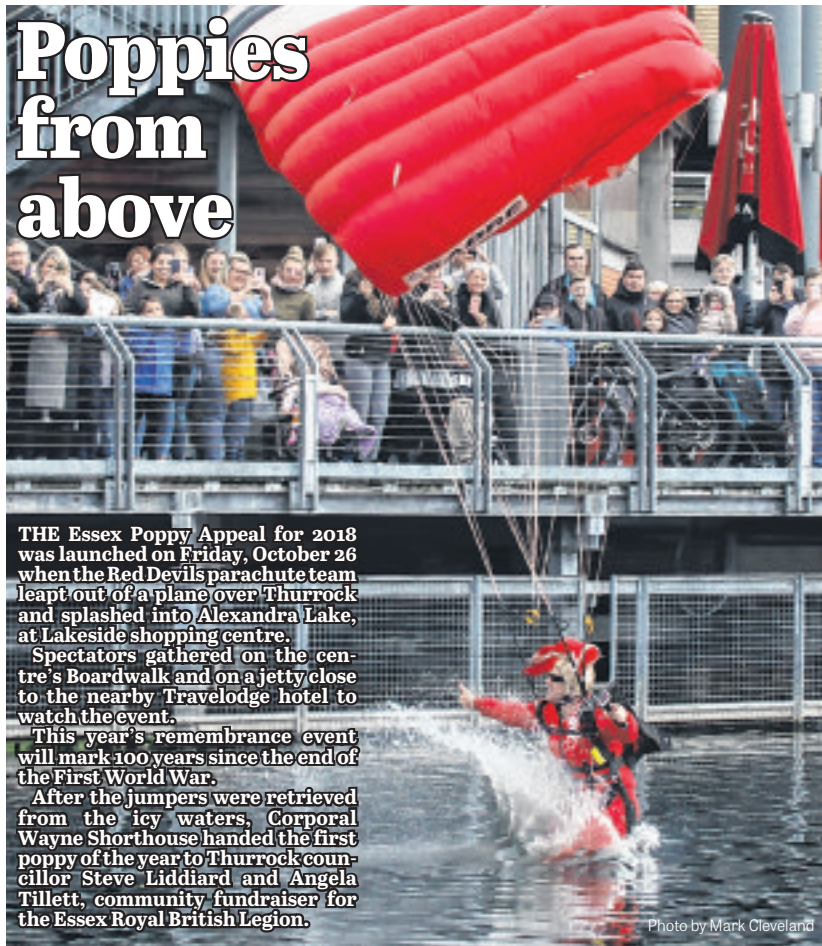 Poppies
from
above
THE Essex Poppy Appeal for 2018
was launched on Friday, October 26
when the Red Devils parachute team
leapt out of a plane over Thurrock
and splashed into Alexandra Lake,
at Lakeside shopping centre.
Spectators gathered on the cen-
tre's Boardwalk and on a jetty close
to the nearby Travelodge hotel to
watch the event.
This year's remembrance event
will mark 100 years since the end of
the First World War.
After the jumpers were retrieved
from the icy waters, Corporal
Wayne Shorthouse handed the first
poppy of the year to Thurrock coun-
cillor Steve Liddiard and Angela
Tillett, community fundraiser for
the Essex Royal British Legion.
Photo by Mark Cleveland